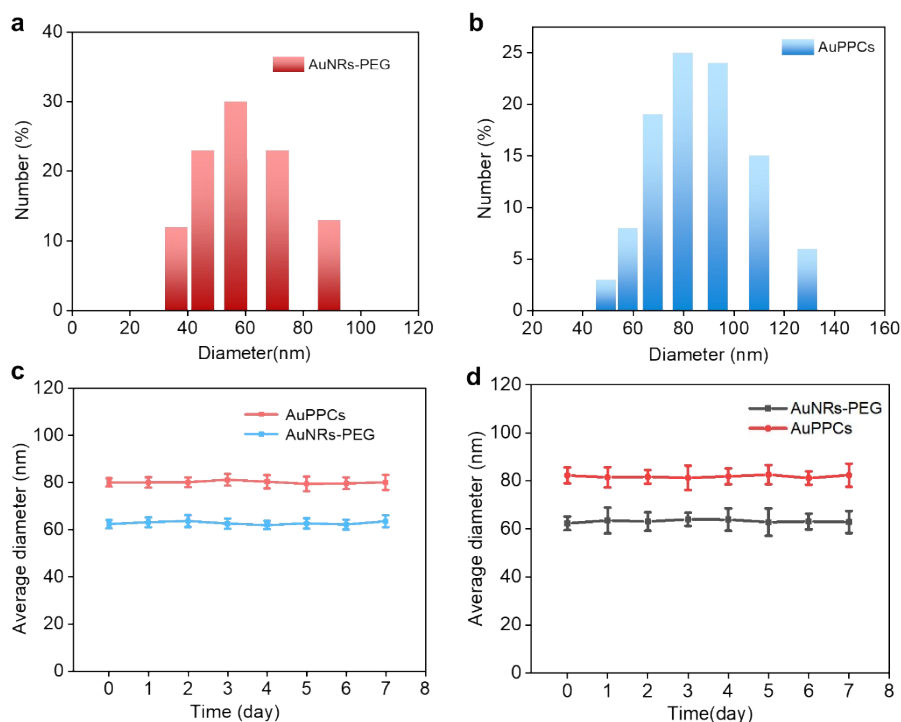 a
AuNRs-PEG
Number (%)
40
30
20
10
0
0 20 40 60 80 100 120
Diameter(nm)
b
AuPPCs
Number (%)
25
20
15
10
5
0
20 40 60 80 100 120 140 160
Diameter (nm)
c
AuPPCs
AuNRs-PEG
Average diameter (nm)
120
100
80
60
40
20
0
0 1 2 3 4 5 6 7 8
Time (day)
d
AuNRs-PEG
AuPPCs
Average diameter (nm)
120
100
80
60
40
20
0
0 1 2 3 4 5 6 7 8
Time(day)